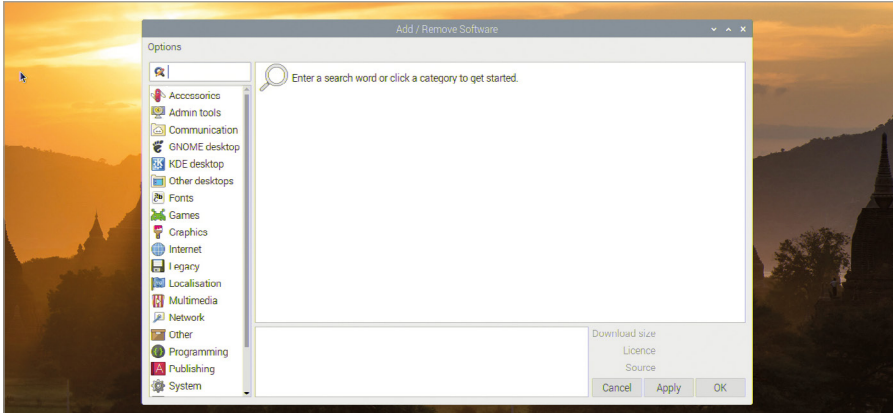 Add / Remove Software
Options
Enter a search word or click a category to get started.
Accessories
Admin tools
Communication
GNOME desktop
KDE desktop
Other desktops
Fonts
Games
Graphics
Internet
Legacy
Localisation
Multimedia
Network
Other
Programming
Publishing
System
Download size
Licence
Source
Cancel Apply OK